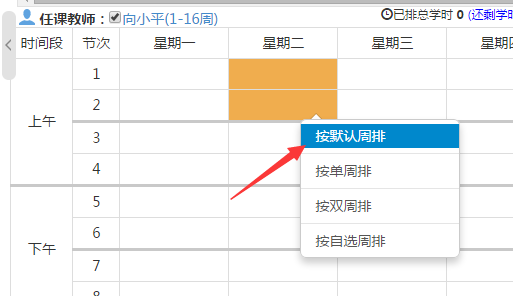 任课教师：向小平(1-16周) 已排总学时 0 (还剩学时
时间段 节次 星期一 星期二 星期三 星期四
上午
1
2
3
4
下午
5
6
7
8
按默认周排
按单周排
按双周排
按自选周排